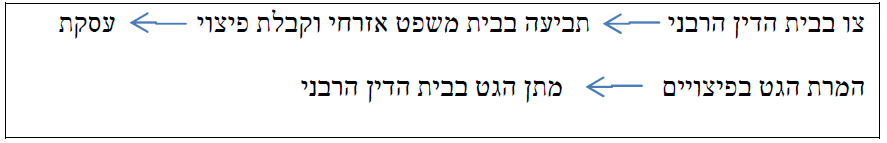 צו בבית הדין הרבני ← תביעה בבית משפט אזרחי וקבלת פיצוי ← עסקת
המרת הגט בפיצויים ← מתן הגט בבית הדין הרבני